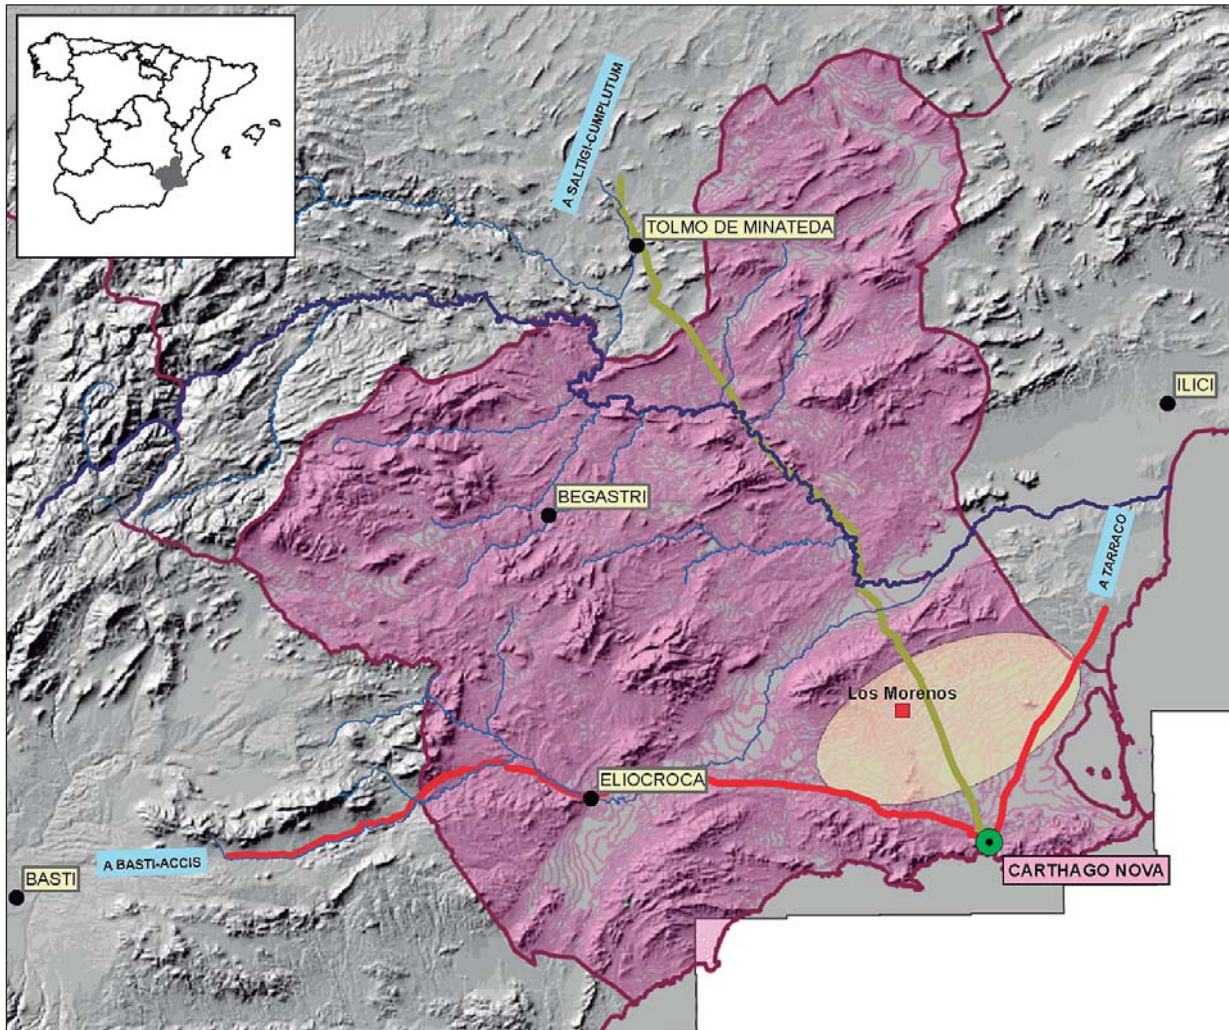 A SALTIGI-CUMPLUTUM
TOLMO DE MINATEDA
ILICI
BEGASTRI
A TARRACO
Los Morenos
ELIOCROCA
A BASTI-ACCIS
CARTHAGO NOVA
BASTI